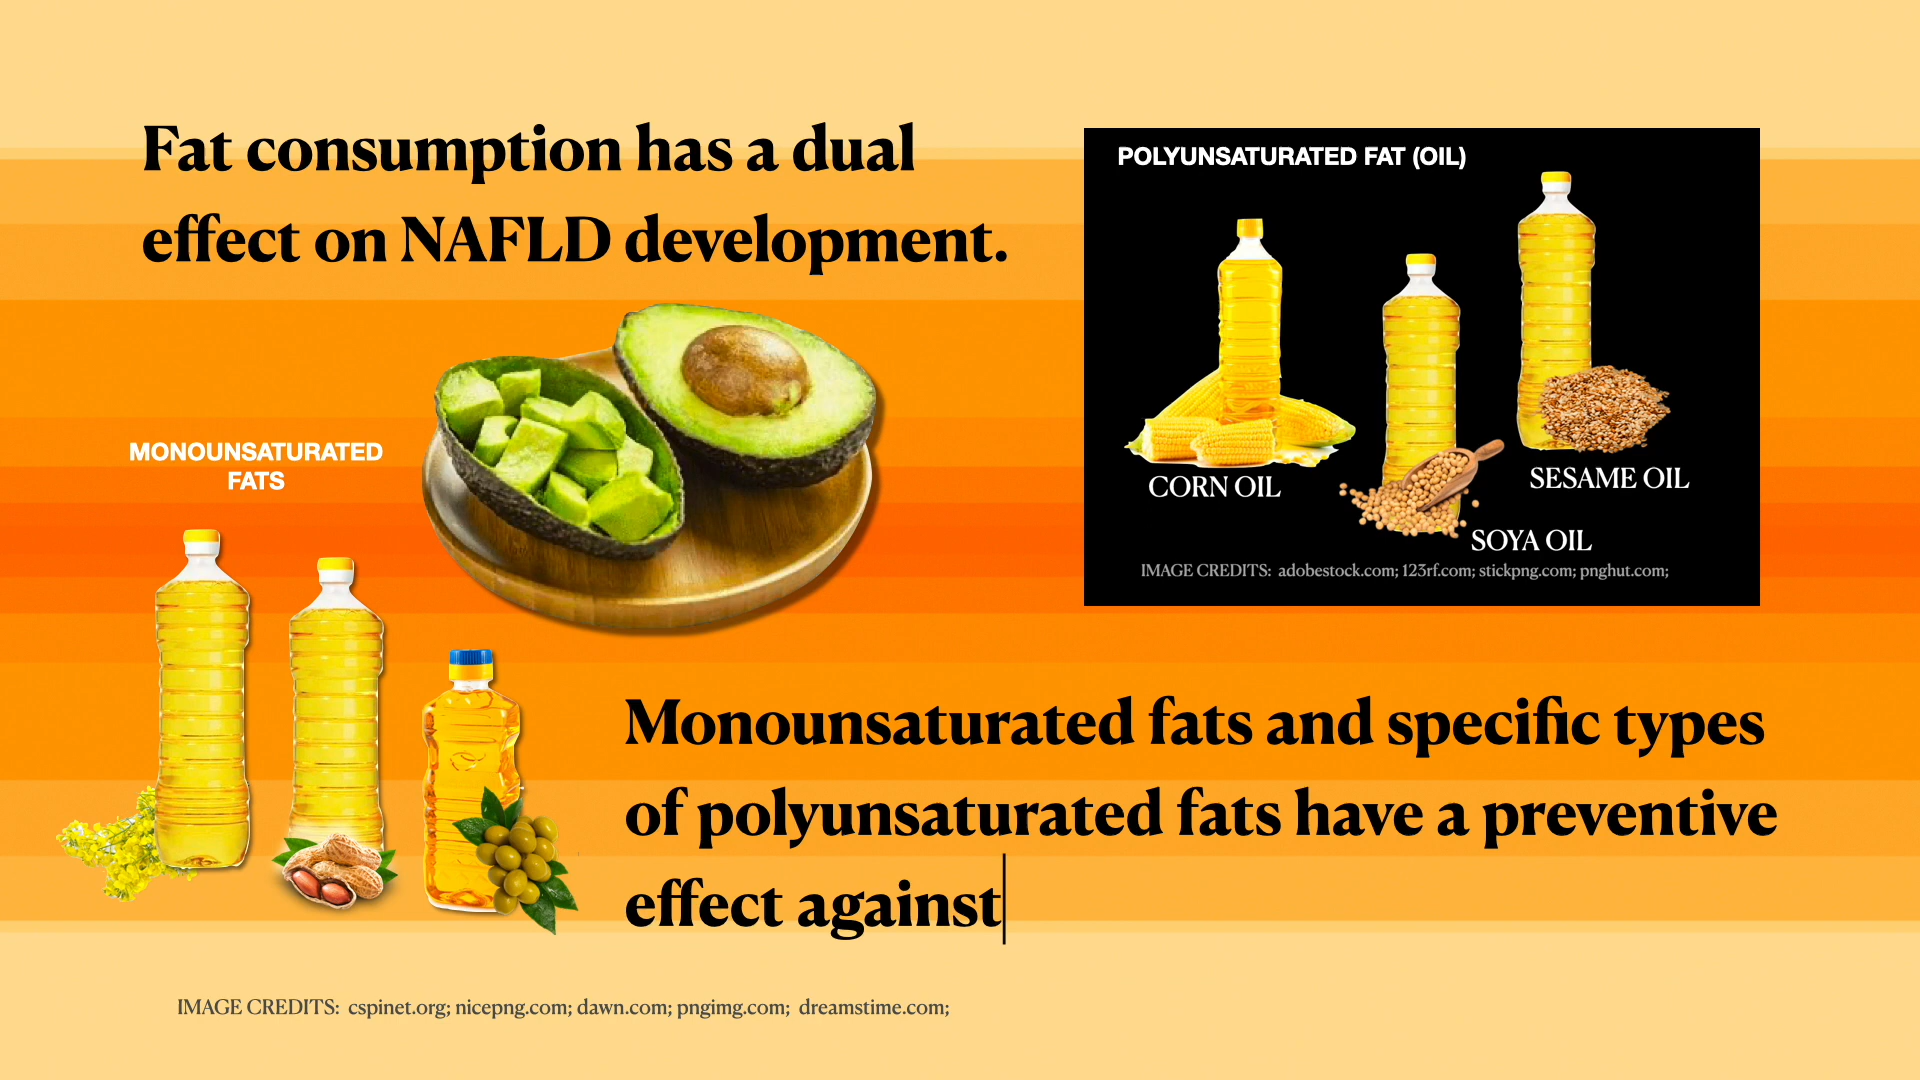 Fat consumption has a dual
effect on NAFLD development.
POLYUNSATURATED FAT (OIL)
CORN OIL
SESAME OIL
SOYA OIL
IMAGE CREDITS: adobestock.com; 123rf.com; stickpng.com; pnghut.com;
MONOUNSATURATED
FATS
Monounsaturated fats and specific types
of polyunsaturated fats have a preventive
effect against
IMAGE CREDITS: cspinet.org; nicepng.com; dawn.com; pngimg.com; dreamstime.com;